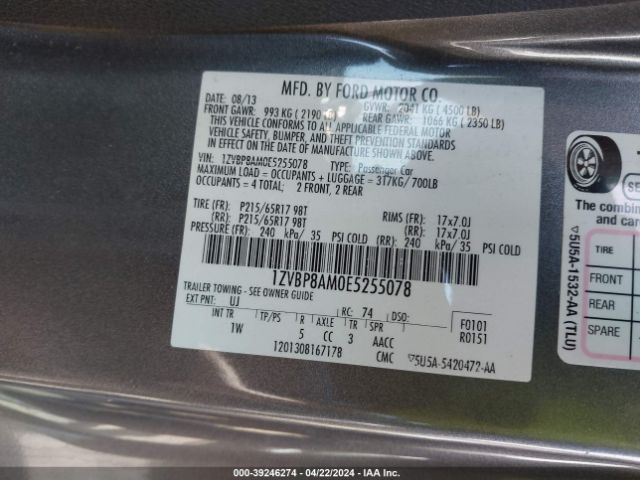 MFD. BY FORD MOTOR CO.
DATE: 08/13 GVWR: 2041 KG ( 4500 LB)
FRONT GAWR: 993 KG ( 2190 REAR GAWR: 1066 KG ( 2350 LB)
THIS VEHICLE CONFORMS TO ALL APPLICABLE FEDERAL MOTOR
VEHICLE SAFETY, BUMPER, AND THEFT PREVENTION STANDARDS
IN EFFECT ON THE DATE OF MANUFACTURE SHOWN ABOVE.
VIN: 1ZVBP8AM0E5255078 TYPE: Passenger Car
MAXIMUM LOAD = OCCUPANTS + LUGGAGE = 317KG/ 700LB
OCCUPANTS = 4 TOTAL; 2 FRONT, 2 REAR
TIRE (FR): P215/65R17 98T RIMS (FR): 17x7.0J
(RR): P215/65R17 98T (RR): 17x7.0J
PRESSURE (FR): 240 kPa/ 35 PSI COLD (RR): 240 kPa/ 35 PSI COLD
1ZVBP8AM0E5255078
TRAILER TOWING - SEE OWNER GUIDE
EXT PNT: UJ RC: 74 DSO: F0101
INT TR TP/PS R AXLE TR SPR R0151
1W 5 CC 3 AACC
1201308167178 CMC ▽5U5A-5420472-AA
▽5U5A-1532-AA (TLU)
The combin
and car
TIRE
FRONT
REAR
SPARE
000-39246274 - 04/22/2024 - IAA Inc.